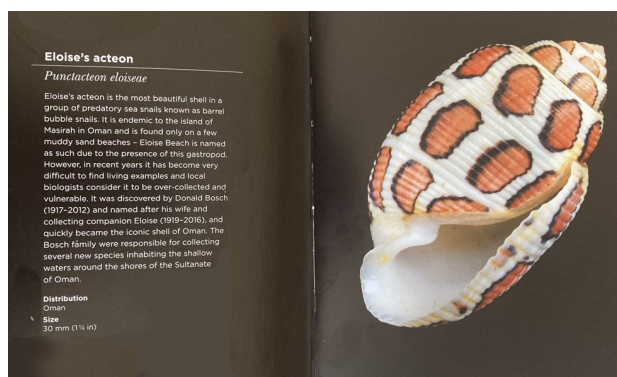 Eloise's acteon
Punctacteon eloiseae
Eloise's acteon is the most beautiful shell in a
group of predatory sea snails known as barrel
bubble snails. It is endemic to the island of
Masirah in Oman and is found only on a few
muddy sand beaches – Eloise Beach is named
as such due to the presence of this gastropod.
However, in recent years it has become very
difficult to find living examples and local
biologists consider it to be over-collected and
vulnerable. It was discovered by Donald Bosch
(1917–2012) and named after his wife and
collecting companion Eloise (1919–2016), and
quickly became the iconic shell of Oman. The
Bosch family were responsible for collecting
several new species inhabiting the shallow
waters around the shores of the Sultanate
of Oman.
Distribution
Oman
Size
30 mm (1¼ in)